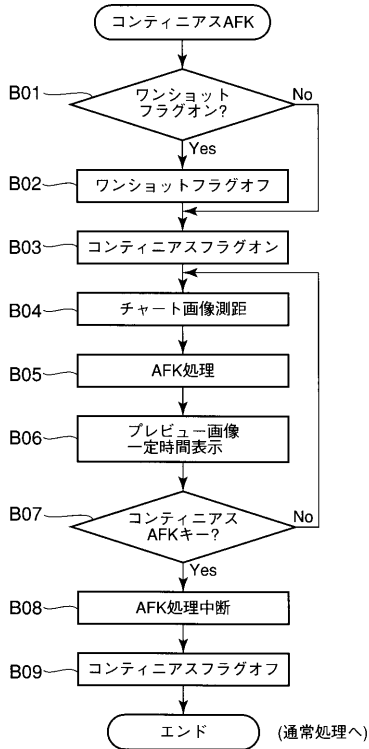 コンティニアスAFK
B01
ワンショット
フラグオン?
No
Yes
B02
ワンショットフラグオフ
B03
コンティニアスフラグオン
B04
チャート画像測距
B05
AFK処理
B06
プレビュー画像
一定時間表示
B07
コンティニアス
AFKキー?
No
Yes
B08
AFK処理中断
B09
コンティニアスフラグオフ
エンド
(通常処理へ)